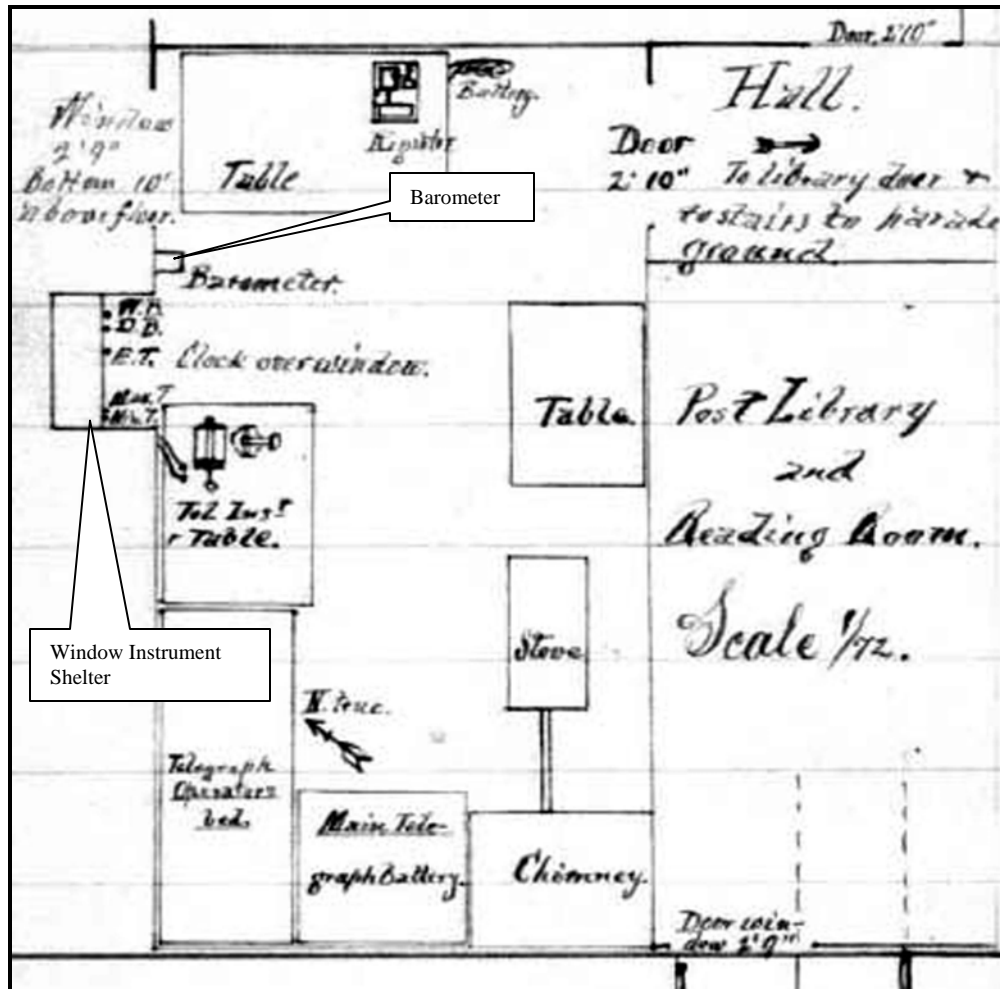 Door, 2'10"
Hall.
Battery.
Window
2'9"
Bottom 10'
above floor.
Register
Table
Door
2' 10"
To library door &
to stairs to parade
ground.
Barometer
Barometer.
W.B.
D.B.
E.T.
Clock over window.
Max. T
Min. T.
Table.
Post Library
and
Reading Room.
Scale 1/72.
Tel Inst
r Table.
Stove
Window Instrument
Shelter
N. true.
Telegraph
Operators
bed.
Main Tele-
graph Battery.
Chimney.
Door win-
dow 2'9"